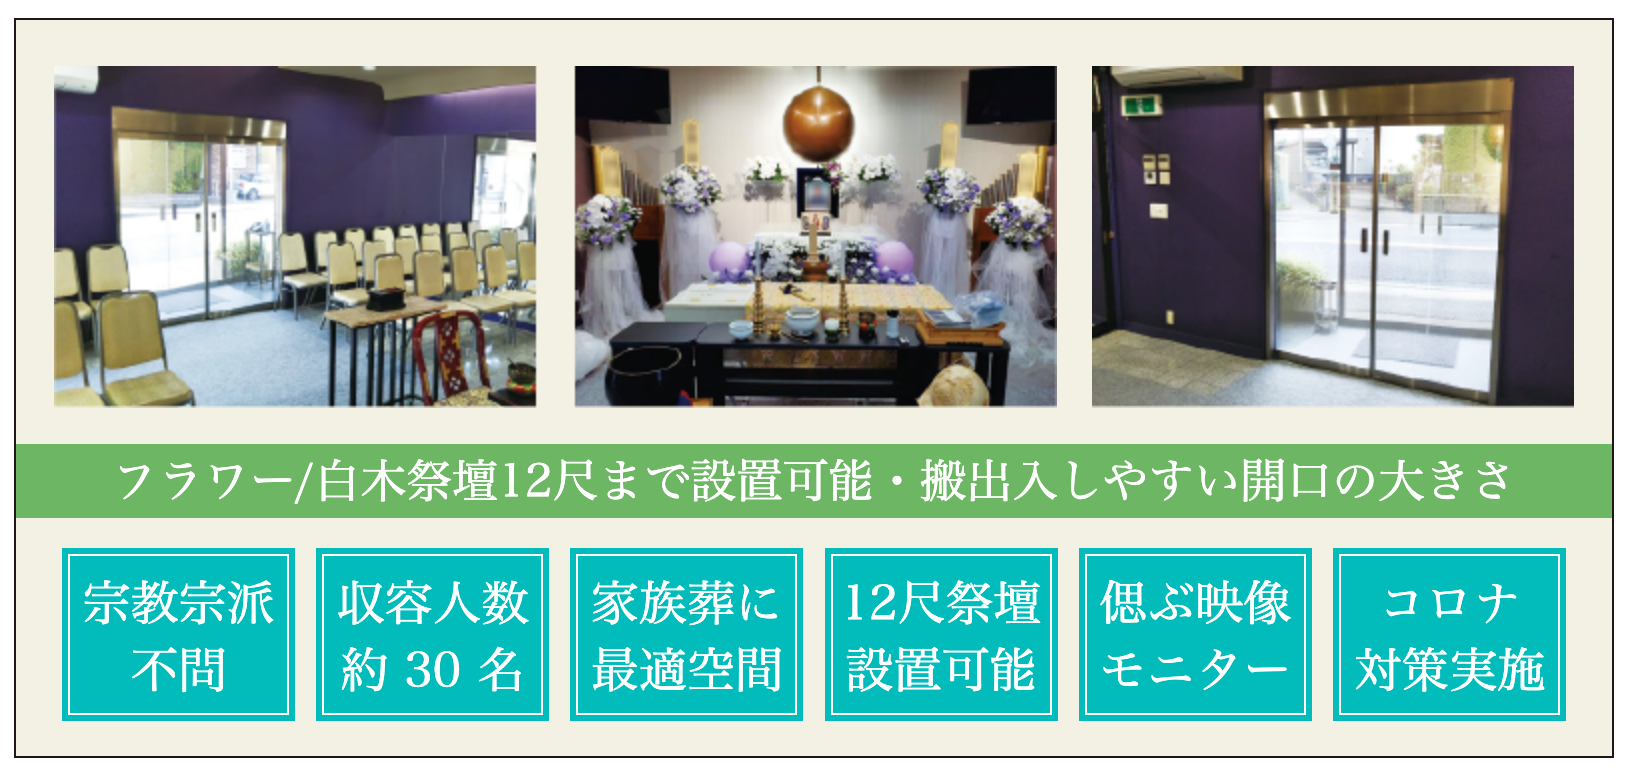 フラワー/白木祭壇12尺まで設置可能・搬出入しやすい開口の大きさ
宗教宗派
不問
収容人数
約 30 名
家族葬に
最適空間
12尺祭壇
設置可能
偲ぶ映像
モニター
コロナ
対策実施